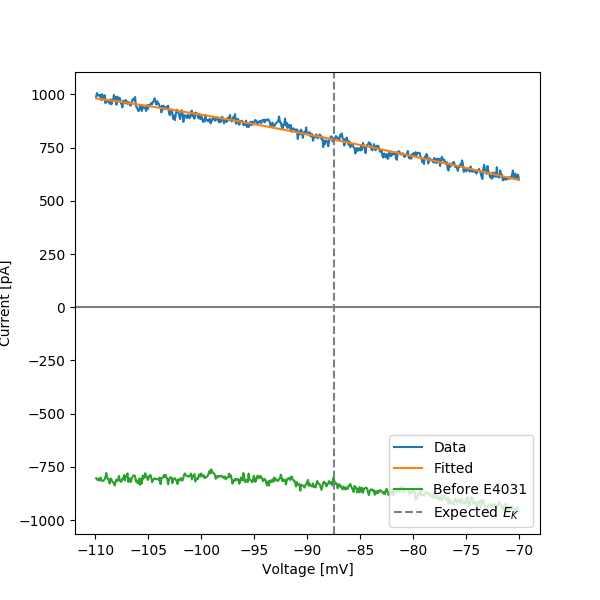 1000
750
500
250
0
−250
−500
−750
−1000
Current [pA]
Data
Fitted
Before E4031
Expected E_K
−110 −105 −100 −95 −90 −85 −80 −75 −70
Voltage [mV]